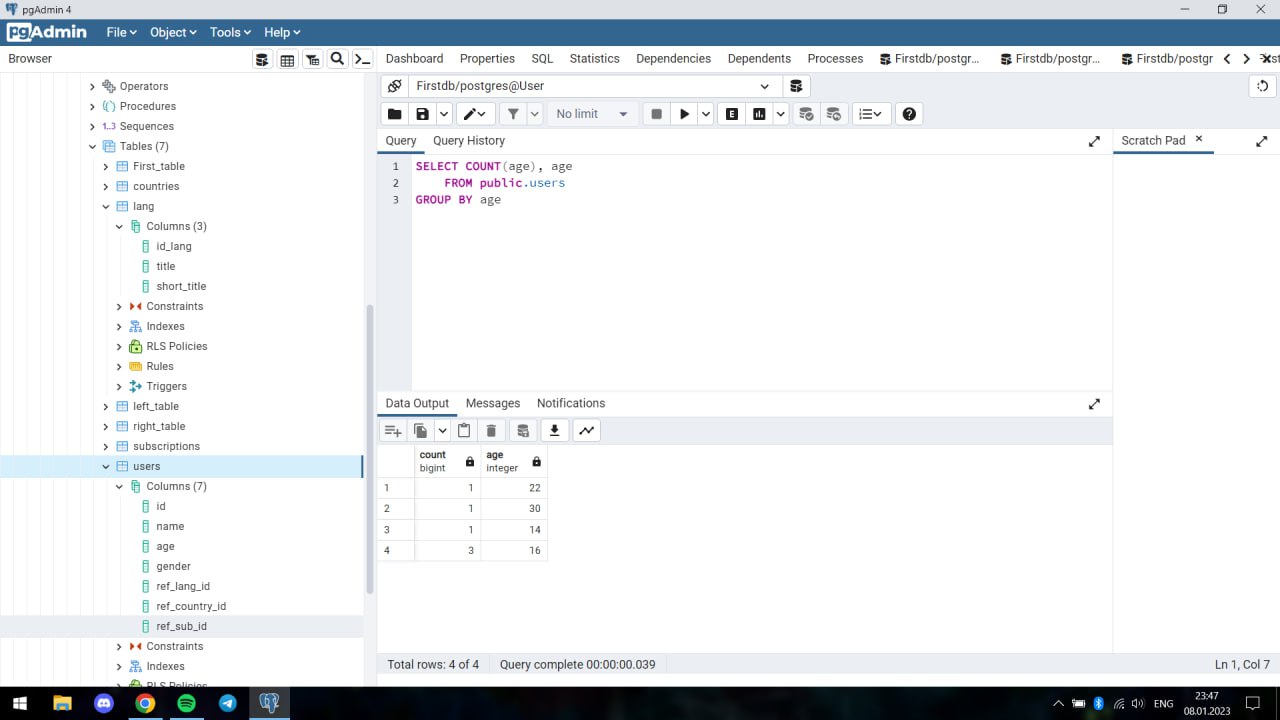 pgAdmin 4
pgAdmin File Object Tools Help
Browser
Dashboard Properties SQL Statistics Dependencies Dependents Processes Firstdb/postgr... Firstdb/postgr... Firstdb/postgr
Operators
Procedures
1..3 Sequences
Tables (7)
First_table
countries
lang
Columns (3)
id_lang
title
short_title
Constraints
Indexes
RLS Policies
Rules
Triggers
left_table
right_table
subscriptions
users
Columns (7)
id
name
age
gender
ref_lang_id
ref_country_id
ref_sub_id
Constraints
Indexes
RLS Policies
Firstdb/postgres@User
No limit
E
Query Query History
1 SELECT COUNT(age), age
2 FROM public.users
3 GROUP BY age
Scratch Pad
Data Output Messages Notifications
count bigint age integer
1 1 22
2 1 30
3 1 14
4 3 16
Total rows: 4 of 4 Query complete 00:00:00.039 Ln 1, Col 7
ENG
23:47
08.01.2023